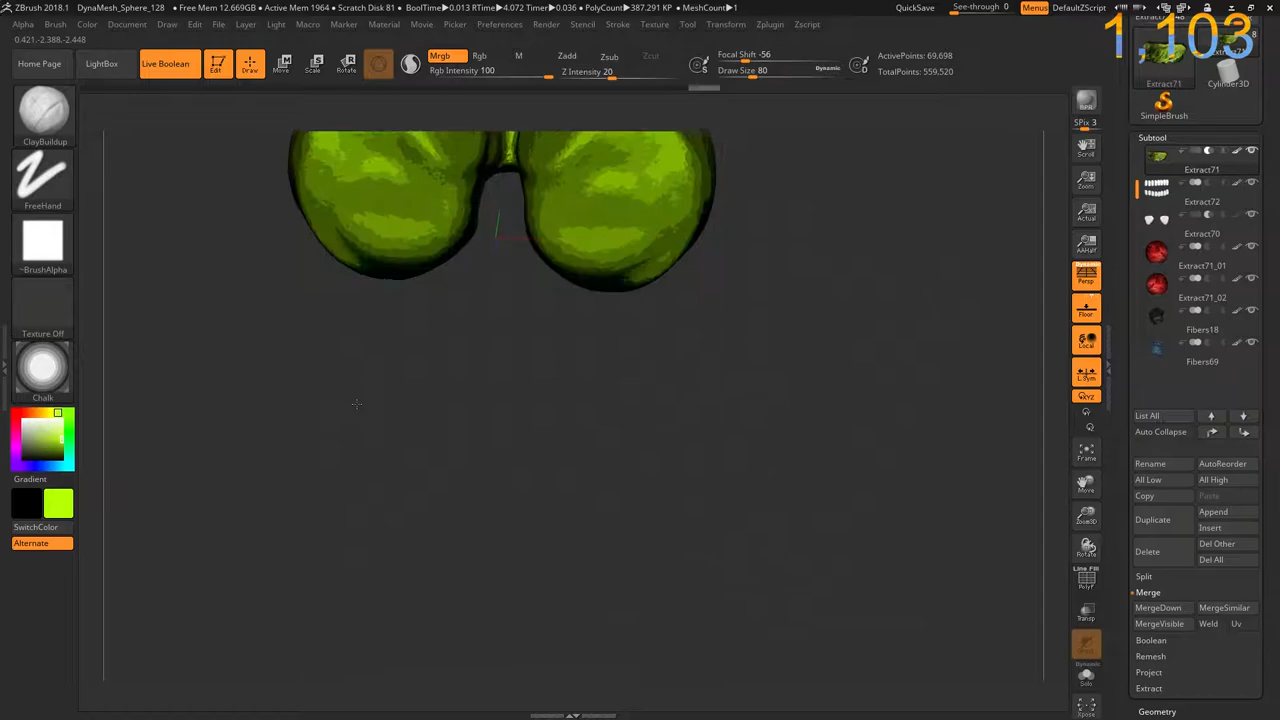 ZBrush 2018.1 DynaMesh_Sphere_128 • Free Mem 12.669GB • Active Mem 1964 • Scratch Disk 81 • BoolTime▶0.013 RTime▶4.072 Timer▶0.036 • PolyCount▶387.291 KP • MeshCount▶1 QuickSave See-through 0 Menus DefaultZScript
Alpha Brush Color Document Draw Edit File Layer Light Macro Marker Material Movie Picker Preferences Render Stencil Stroke Texture Tool Transform Zplugin Zscript
1,103
0.421,-2.388,-2.448
Home Page LightBox Live Boolean Edit Draw Move Scale Rotate
Mrgb Rgb M Zadd Zsub
Rgb Intensity 100 Z Intensity 20
Focal Shift -56
Draw Size 80 Dynamic
S D
ActivePoints: 69,698
TotalPoints: 559,520
8
Extract71 Cylinder3D
SimpleBrush
ClayBuildup
FreeHand
~BrushAlpha
Texture Off
Chalk
Gradient
SwitchColor
Alternate
BPR
SPix 3
Scroll
Zoom
Actual
AAHalf
Dynamic
Persp
Floor
Local
L.Sym
XYZ
Frame
Move
Zoom3D
Rotate
Line Fill
PolyF
Transp
Dynamic
Solo
Xpose
Subtool
Extract71
Extract72
Extract70
Extract71_01
Extract71_02
Fibers18
Fibers69
List All
Auto Collapse
Rename AutoReorder
All Low All High
Copy Paste
Duplicate Append
Insert
Delete Del Other
Del All
Split
Merge
MergeDown MergeSimilar
MergeVisible Weld Uv
Boolean
Remesh
Project
Extract
Geometry